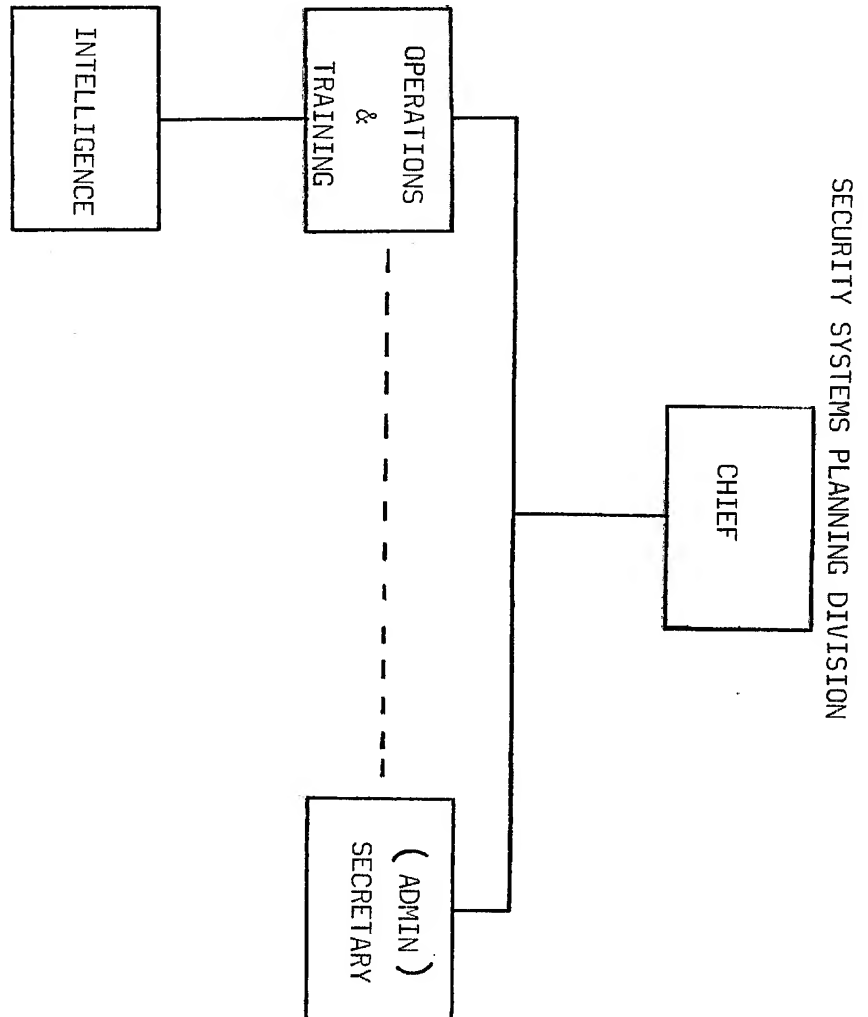 SECURITY SYSTEMS PLANNING DIVISION
CHIEF
OPERATIONS
&
TRAINING
(ADMIN)
SECRETARY
INTELLIGENCE